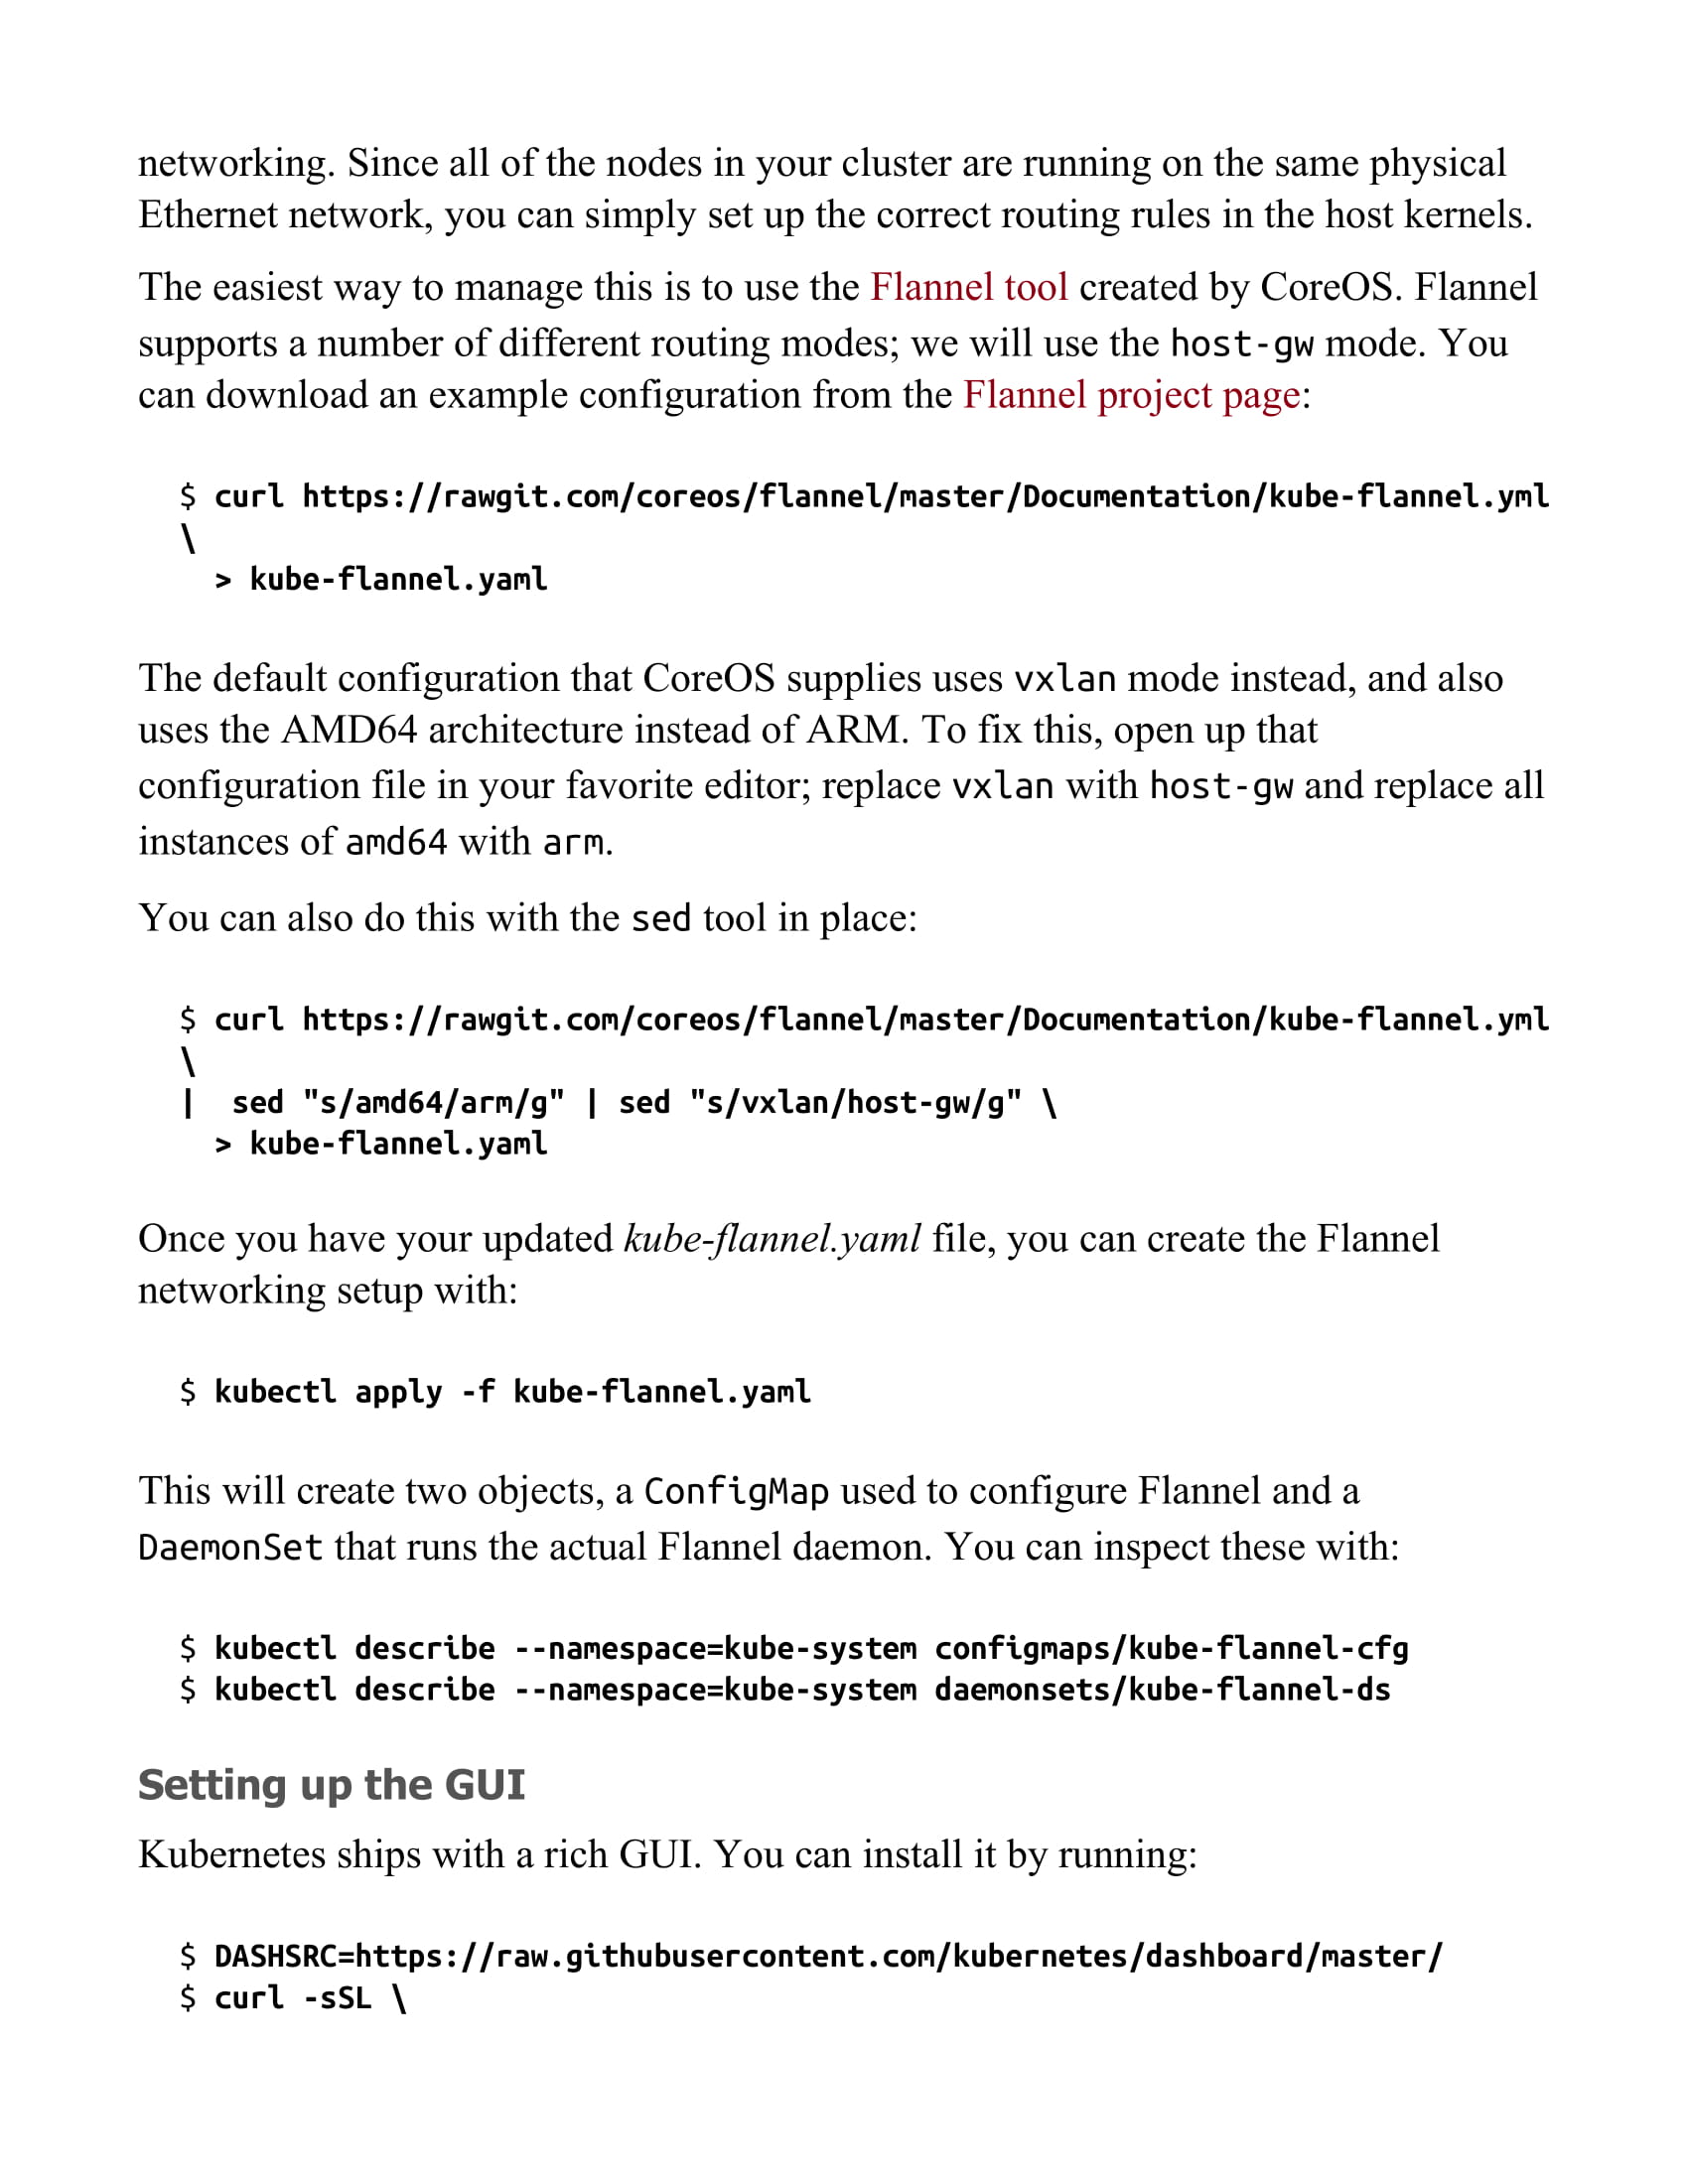 networking. Since all of the nodes in your cluster are running on the same physical
Ethernet network, you can simply set up the correct routing rules in the host kernels.
The easiest way to manage this is to use the Flannel tool created by CoreOS. Flannel
supports a number of different routing modes; we will use the host-gw mode. You
can download an example configuration from the Flannel project page:
$ curl https://rawgit.com/coreos/flannel/master/Documentation/kube-flannel.yml
\
> kube-flannel.yaml
The default configuration that CoreOS supplies uses vxlan mode instead, and also
uses the AMD64 architecture instead of ARM. To fix this, open up that
configuration file in your favorite editor; replace vxlan with host-gw and replace all
instances of amd64 with arm.
You can also do this with the sed tool in place:
$ curl https://rawgit.com/coreos/flannel/master/Documentation/kube-flannel.yml
\
|  sed "s/amd64/arm/g" | sed "s/vxlan/host-gw/g" \
> kube-flannel.yaml
Once you have your updated kube-flannel.yaml file, you can create the Flannel
networking setup with:
$ kubectl apply -f kube-flannel.yaml
This will create two objects, a ConfigMap used to configure Flannel and a
DaemonSet that runs the actual Flannel daemon. You can inspect these with:
$ kubectl describe --namespace=kube-system configmaps/kube-flannel-cfg
$ kubectl describe --namespace=kube-system daemonsets/kube-flannel-ds
Setting up the GUI
Kubernetes ships with a rich GUI. You can install it by running:
$ DASHSRC=https://raw.githubusercontent.com/kubernetes/dashboard/master/
$ curl -sSL \